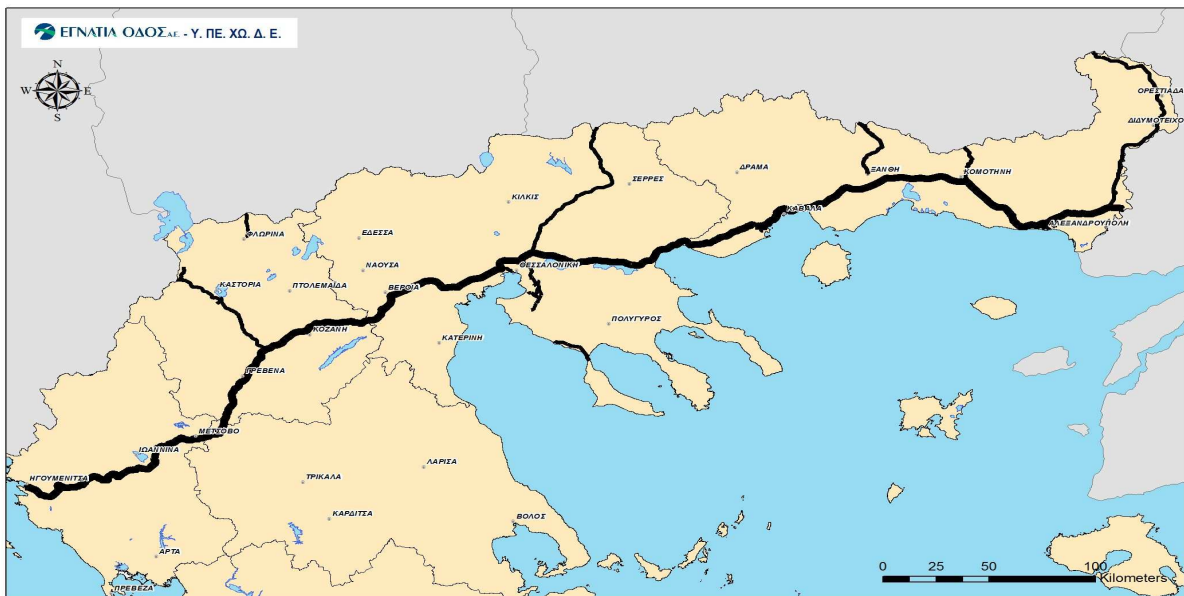 ΕΓΝΑΤΙΑ ΟΔΟΣ Α.Ε. - Υ. ΠΕ. ΧΩ. Δ. Ε.
N
W E
S
ΟΡΕΣΤΙΑΔΑ
ΔΙΔΥΜΟΤΕΙΧΟ
ΔΡΑΜΑ
ΞΑΝΘΗ
ΚΟΜΟΤΗΝΗ
ΣΕΡΡΕΣ
ΚΙΛΚΙΣ
ΚΑΒΑΛΑ
ΑΛΕΞΑΝΔΡΟΥΠΟΛΗ
ΦΛΩΡΙΝΑ
ΕΔΕΣΣΑ
ΝΑΟΥΣΑ
ΘΕΣΣΑΛΟΝΙΚΗ
ΚΑΣΤΟΡΙΑ
ΠΤΟΛΕΜΑΙΔΑ
ΒΕΡΟΙΑ
ΠΟΛΥΓΥΡΟΣ
ΚΟΖΑΝΗ
ΚΑΤΕΡΙΝΗ
ΓΡΕΒΕΝΑ
ΜΕΤΣΟΒΟ
ΙΩΑΝΝΙΝΑ
ΛΑΡΙΣΑ
ΗΓΟΥΜΕΝΙΤΣΑ
ΤΡΙΚΑΛΑ
ΚΑΡΔΙΤΣΑ
ΒΟΛΟΣ
ΑΡΤΑ
ΠΡΕΒΕΖΑ
0 25 50 100
Kilometers